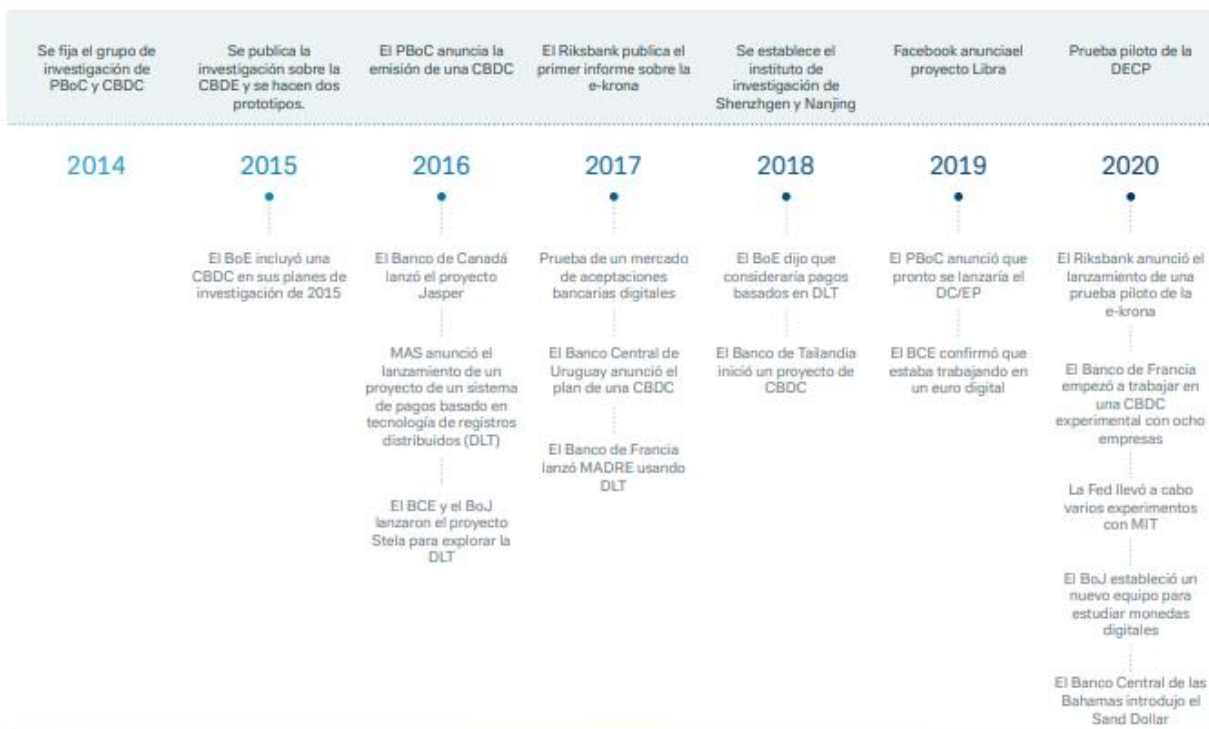 Se fija el grupo de
investigación de
PBoC y CBDC
Se publica la
investigación sobre la
CBDE y se hacen dos
prototipos.
El PBoC anuncia la
emisión de una CBDC
El Riksbank publica el
primer informe sobre la
e-krona
Se establece el
instituto de
investigación de
Shenzhgen y Nanjing
Facebook anunciael
proyecto Libra
Prueba piloto de la
DECP
2014
2015
2016
2017
2018
2019
2020
El BoE incluyó una
CBDC en sus planes de
investigación de 2015
El Banco de Canadá
lanzó el proyecto
Jasper
MAS anunció el
lanzamiento de un
proyecto de un sistema
de pagos basado en
tecnología de registros
distribuidos (DLT)
El BCE y el BoJ
lanzaron el proyecto
Stela para explorar la
DLT
Prueba de un mercado
de aceptaciones
bancarias digitales
El Banco Central de
Uruguay anunció el
plan de una CBDC
El Banco de Francia
lanzó MADRE usando
DLT
El BoE dijo que
consideraría pagos
basados en DLT
El Banco de Tailandia
inició un proyecto de
CBDC
El PBoC anunció que
pronto se lanzaría el
DC/EP
El BCE confirmó que
estaba trabajando en
un euro digital
El Riksbank anunció el
lanzamiento de una
prueba piloto de la
e-krona
El Banco de Francia
empezó a trabajar en
una CBDC
experimental con ocho
empresas
La Fed llevó a cabo
varios experimentos
con MIT
El BoJ estableció un
nuevo equipo para
estudiar monedas
digitales
El Banco Central de las
Bahamas introdujo el
Sand Dollar